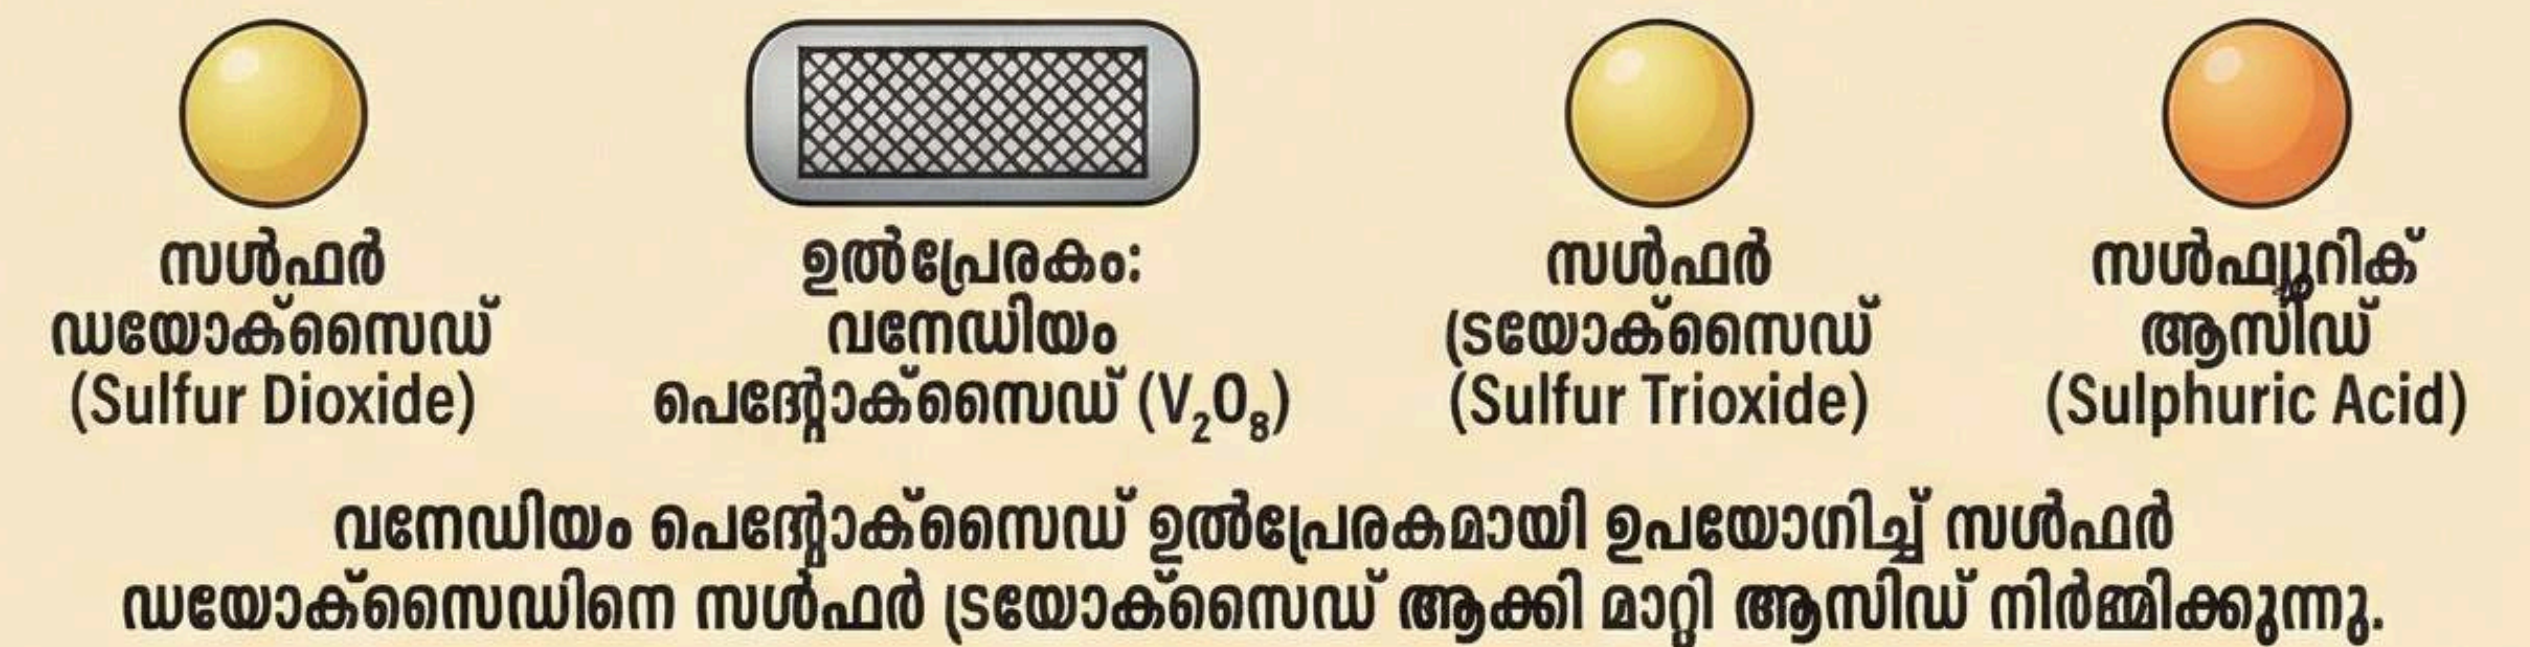 സൾഫർ
ഡയോക്സൈഡ്
(Sulfur Dioxide)
ഉൽപ്രേരകം:
വനേഡിയം
പെന്റോക്സൈഡ് (V₂O₈)
സൾഫർ
ട്രയോക്സൈഡ്
(Sulfur Trioxide)
സൾഫ്യൂറിക്
ആസിഡ്
(Sulphuric Acid)
വനേഡിയം പെന്റോക്സൈഡ് ഉൽപ്രേരകമായി ഉപയോഗിച്ച് സൾഫർ
ഡയോക്സൈഡിനെ സൾഫർ ട്രയോക്സൈഡ് ആക്കി മാറ്റി ആസിഡ് നിർമ്മിക്കുന്നു.